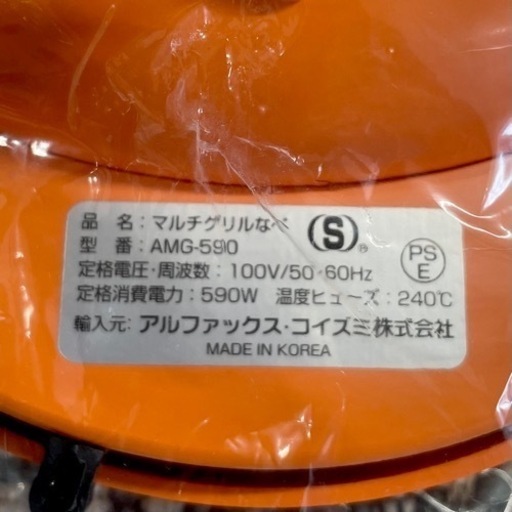 品 名：マルチグリルなべ
型 番：AMG-590
(S)®
PS
E
定格電圧・周波数：100V/50・60Hz
定格消費電力：590W 温度ヒューズ：240℃
輸入元：アルファックス・コイズミ株式会社
MADE IN KOREA